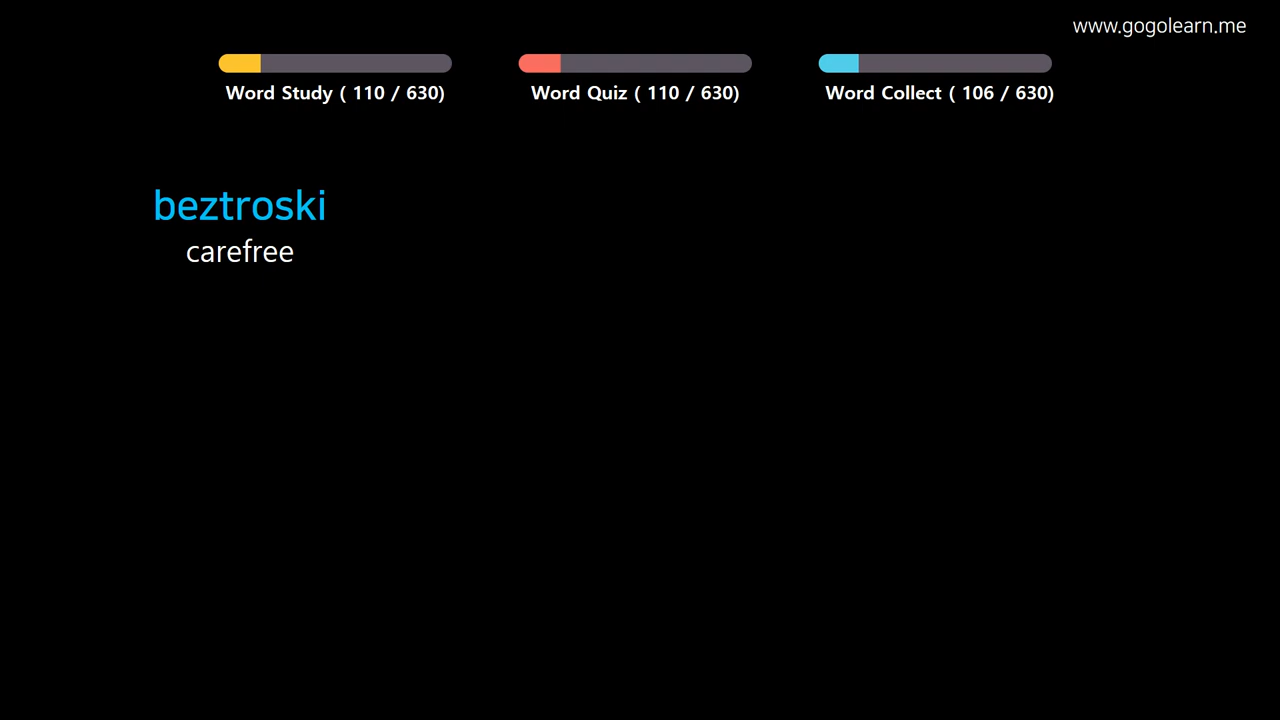 www.gogolearn.me
Word Study ( 110 / 630)
Word Quiz ( 110 / 630)
Word Collect ( 106 / 630)
beztroski
carefree